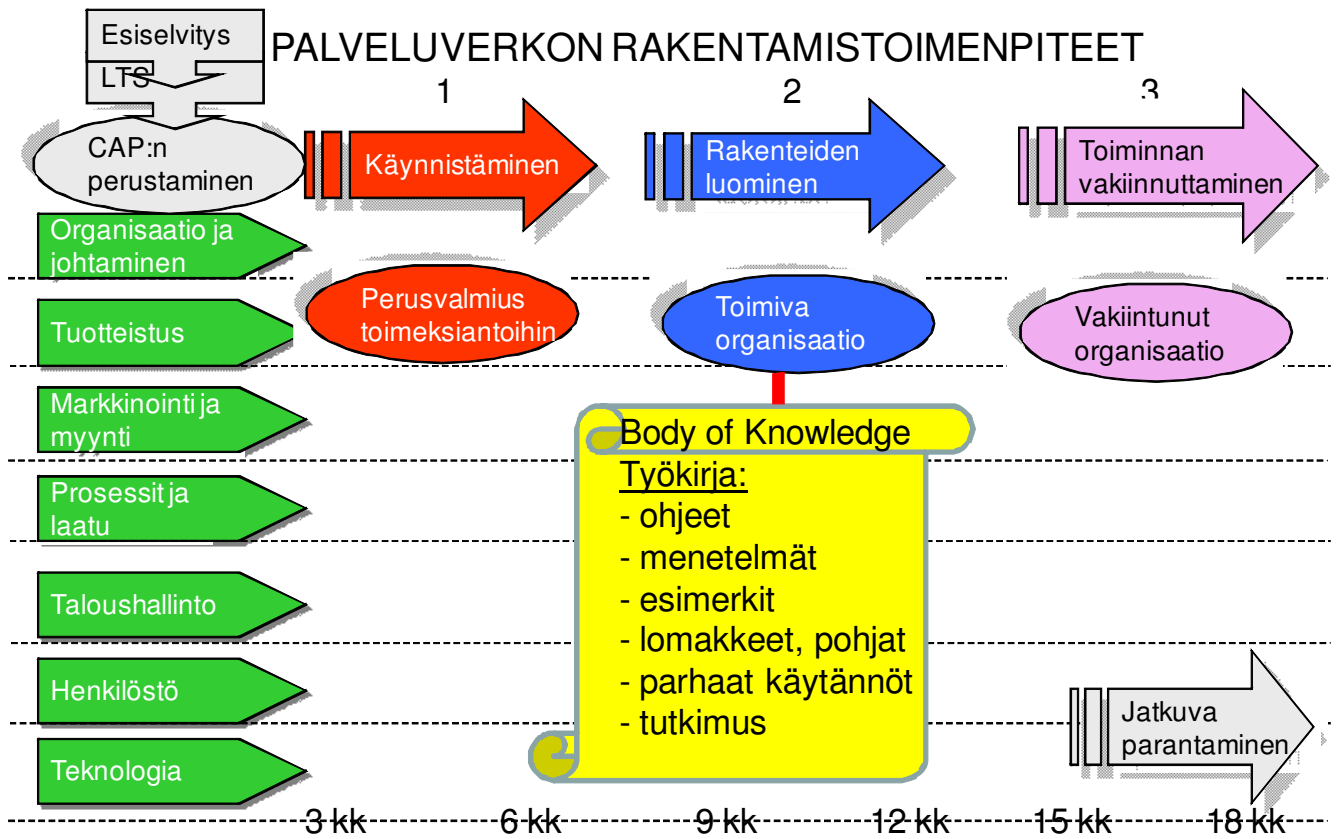 Esiselvitys
LTS
PALVELUVERKON RAKENTAMISTOIMENPITEET
1
2
3
CAP:n
perustaminen
Käynnistäminen
Rakenteiden
luominen
Toiminnan
vakiinnuttaminen
Organisaatio ja
johtaminen
Perusvalmius
toimeksiantoihin
Toimiva
organisaatio
Vakiintunut
organisaatio
Tuotteistus
Markkinointi ja
myynti
Body of Knowledge
Työkirja:
- ohjeet
- menetelmät
- esimerkit
- lomakkeet, pohjat
- parhaat käytännöt
- tutkimus
Prosessit ja
laatu
Taloushallinto
Henkilöstö
Teknologia
Jatkuva
parantaminen
3 kk 6 kk 9 kk 12 kk 15 kk 18 kk